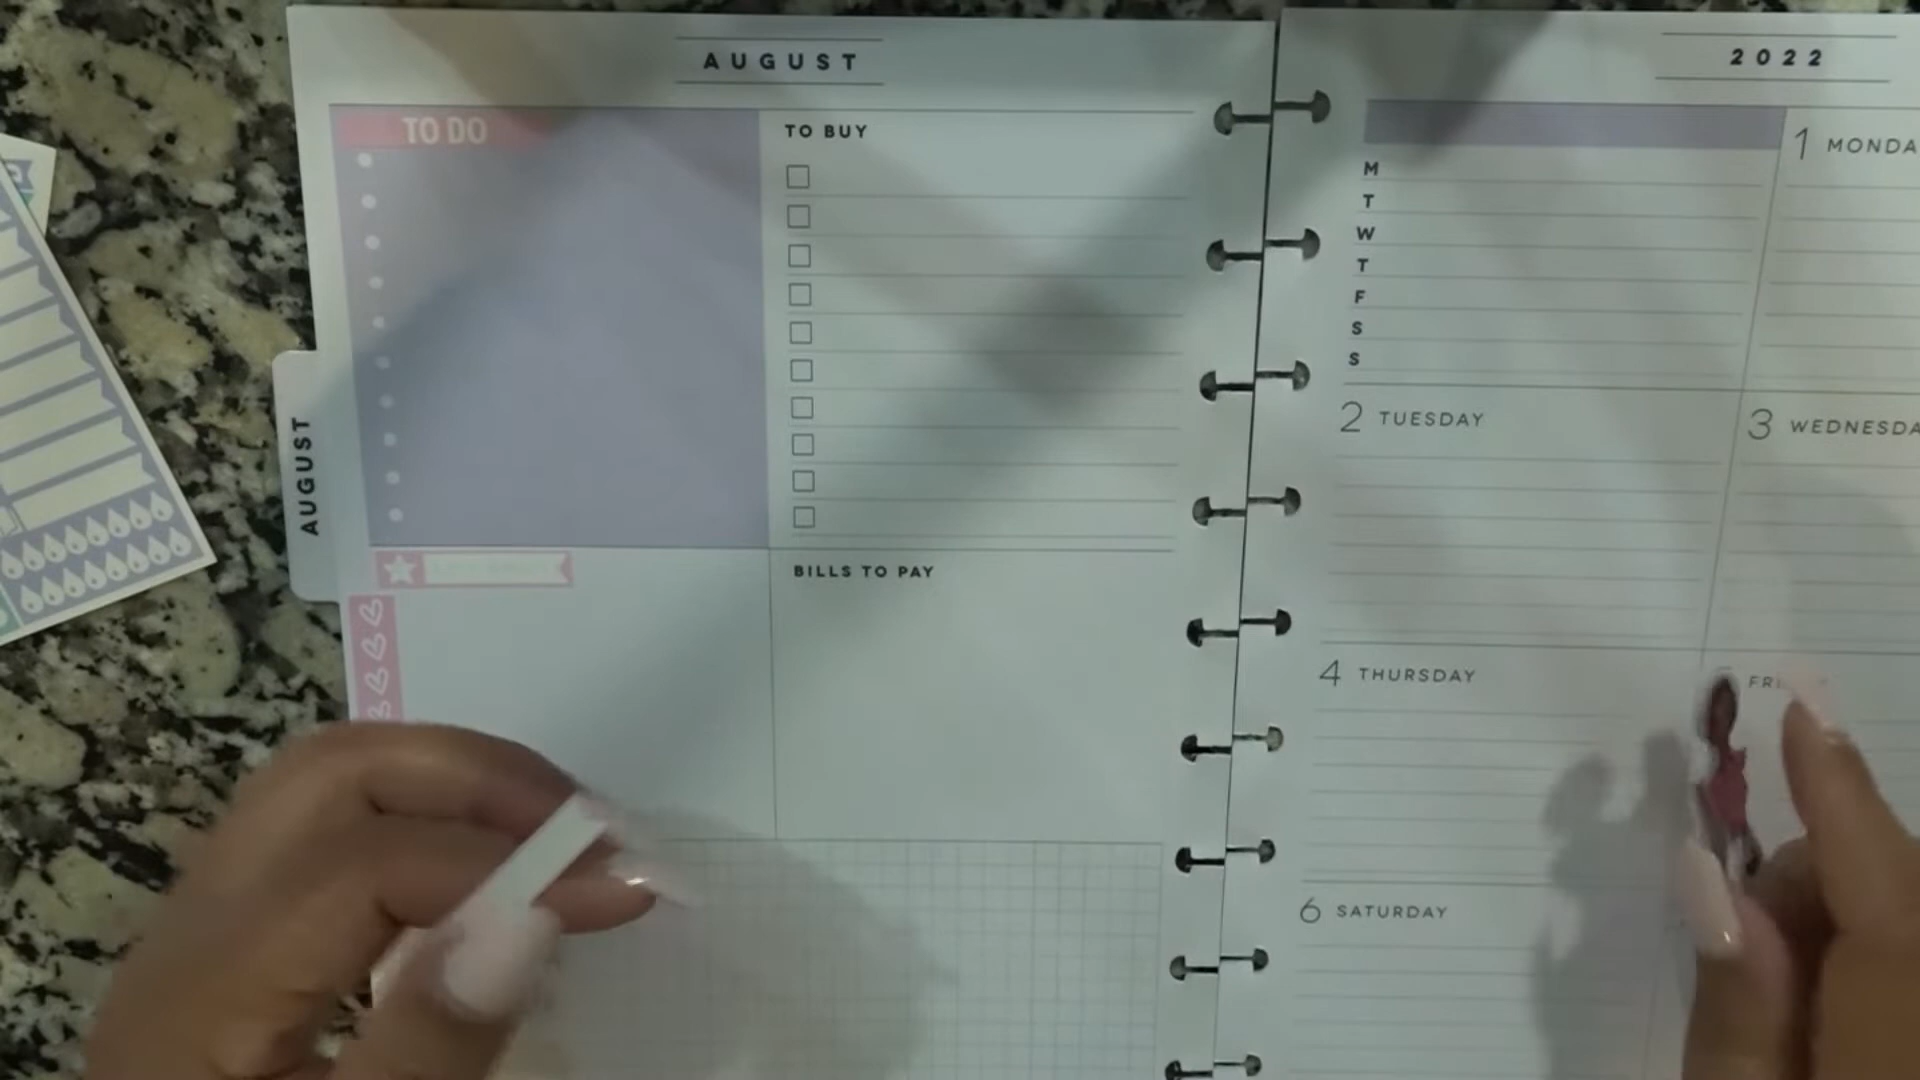 AUGUST
TO DO
TO BUY
AUGUST
BILLS TO PAY
2022
1 MONDA
M
T
W
T
F
S
S
2 TUESDAY
3 WEDNESDA
4 THURSDAY
FRI
6 SATURDAY